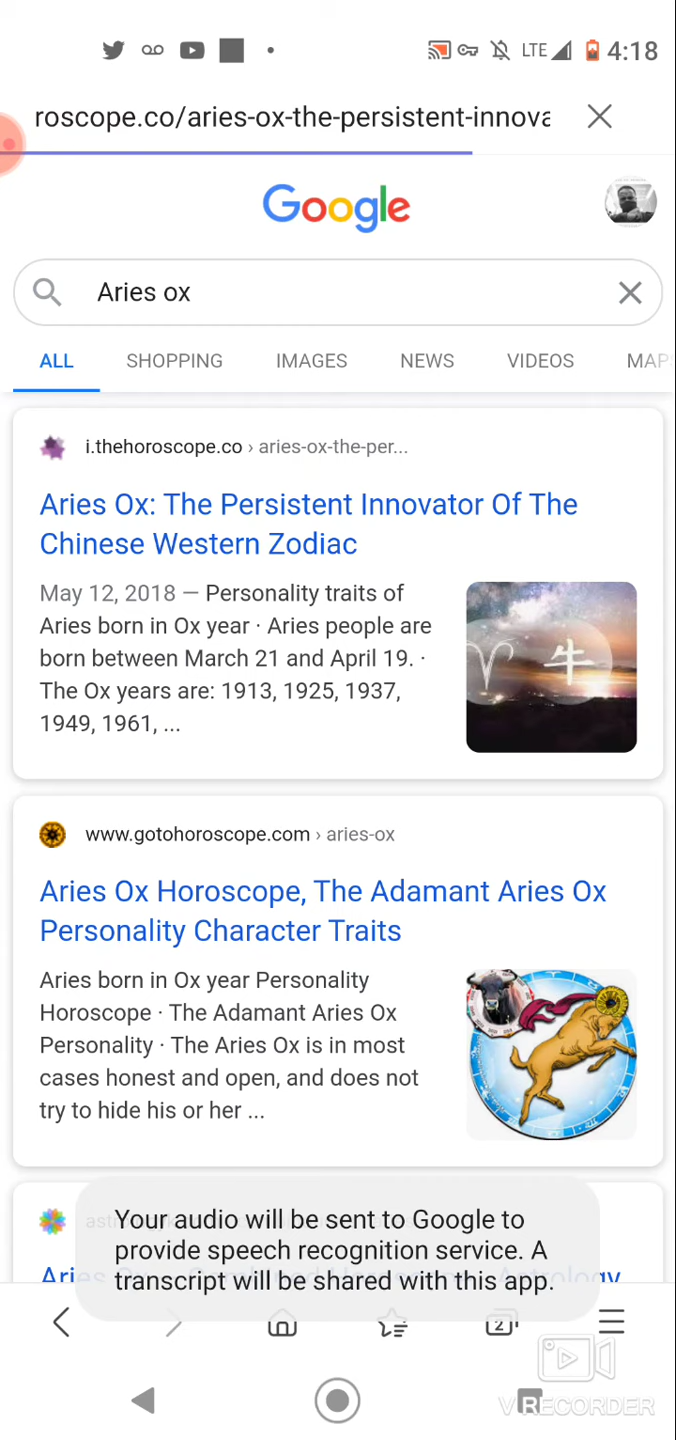 LTE 4:18
roscope.co/aries-ox-the-persistent-innova
Google
Aries ox
ALL SHOPPING IMAGES NEWS VIDEOS MAP
i.thehoroscope.co › aries-ox-the-per...
Aries Ox: The Persistent Innovator Of The
Chinese Western Zodiac
May 12, 2018 — Personality traits of
Aries born in Ox year · Aries people are
born between March 21 and April 19. ·
The Ox years are: 1913, 1925, 1937,
1949, 1961, ...
牛
www.gotohoroscope.com › aries-ox
Aries Ox Horoscope, The Adamant Aries Ox
Personality Character Traits
Aries born in Ox year Personality
Horoscope · The Adamant Aries Ox
Personality · The Aries Ox is in most
cases honest and open, and does not
try to hide his or her ...
Your audio will be sent to Google to
provide speech recognition service. A
transcript will be shared with this app.
2
VRECORDER